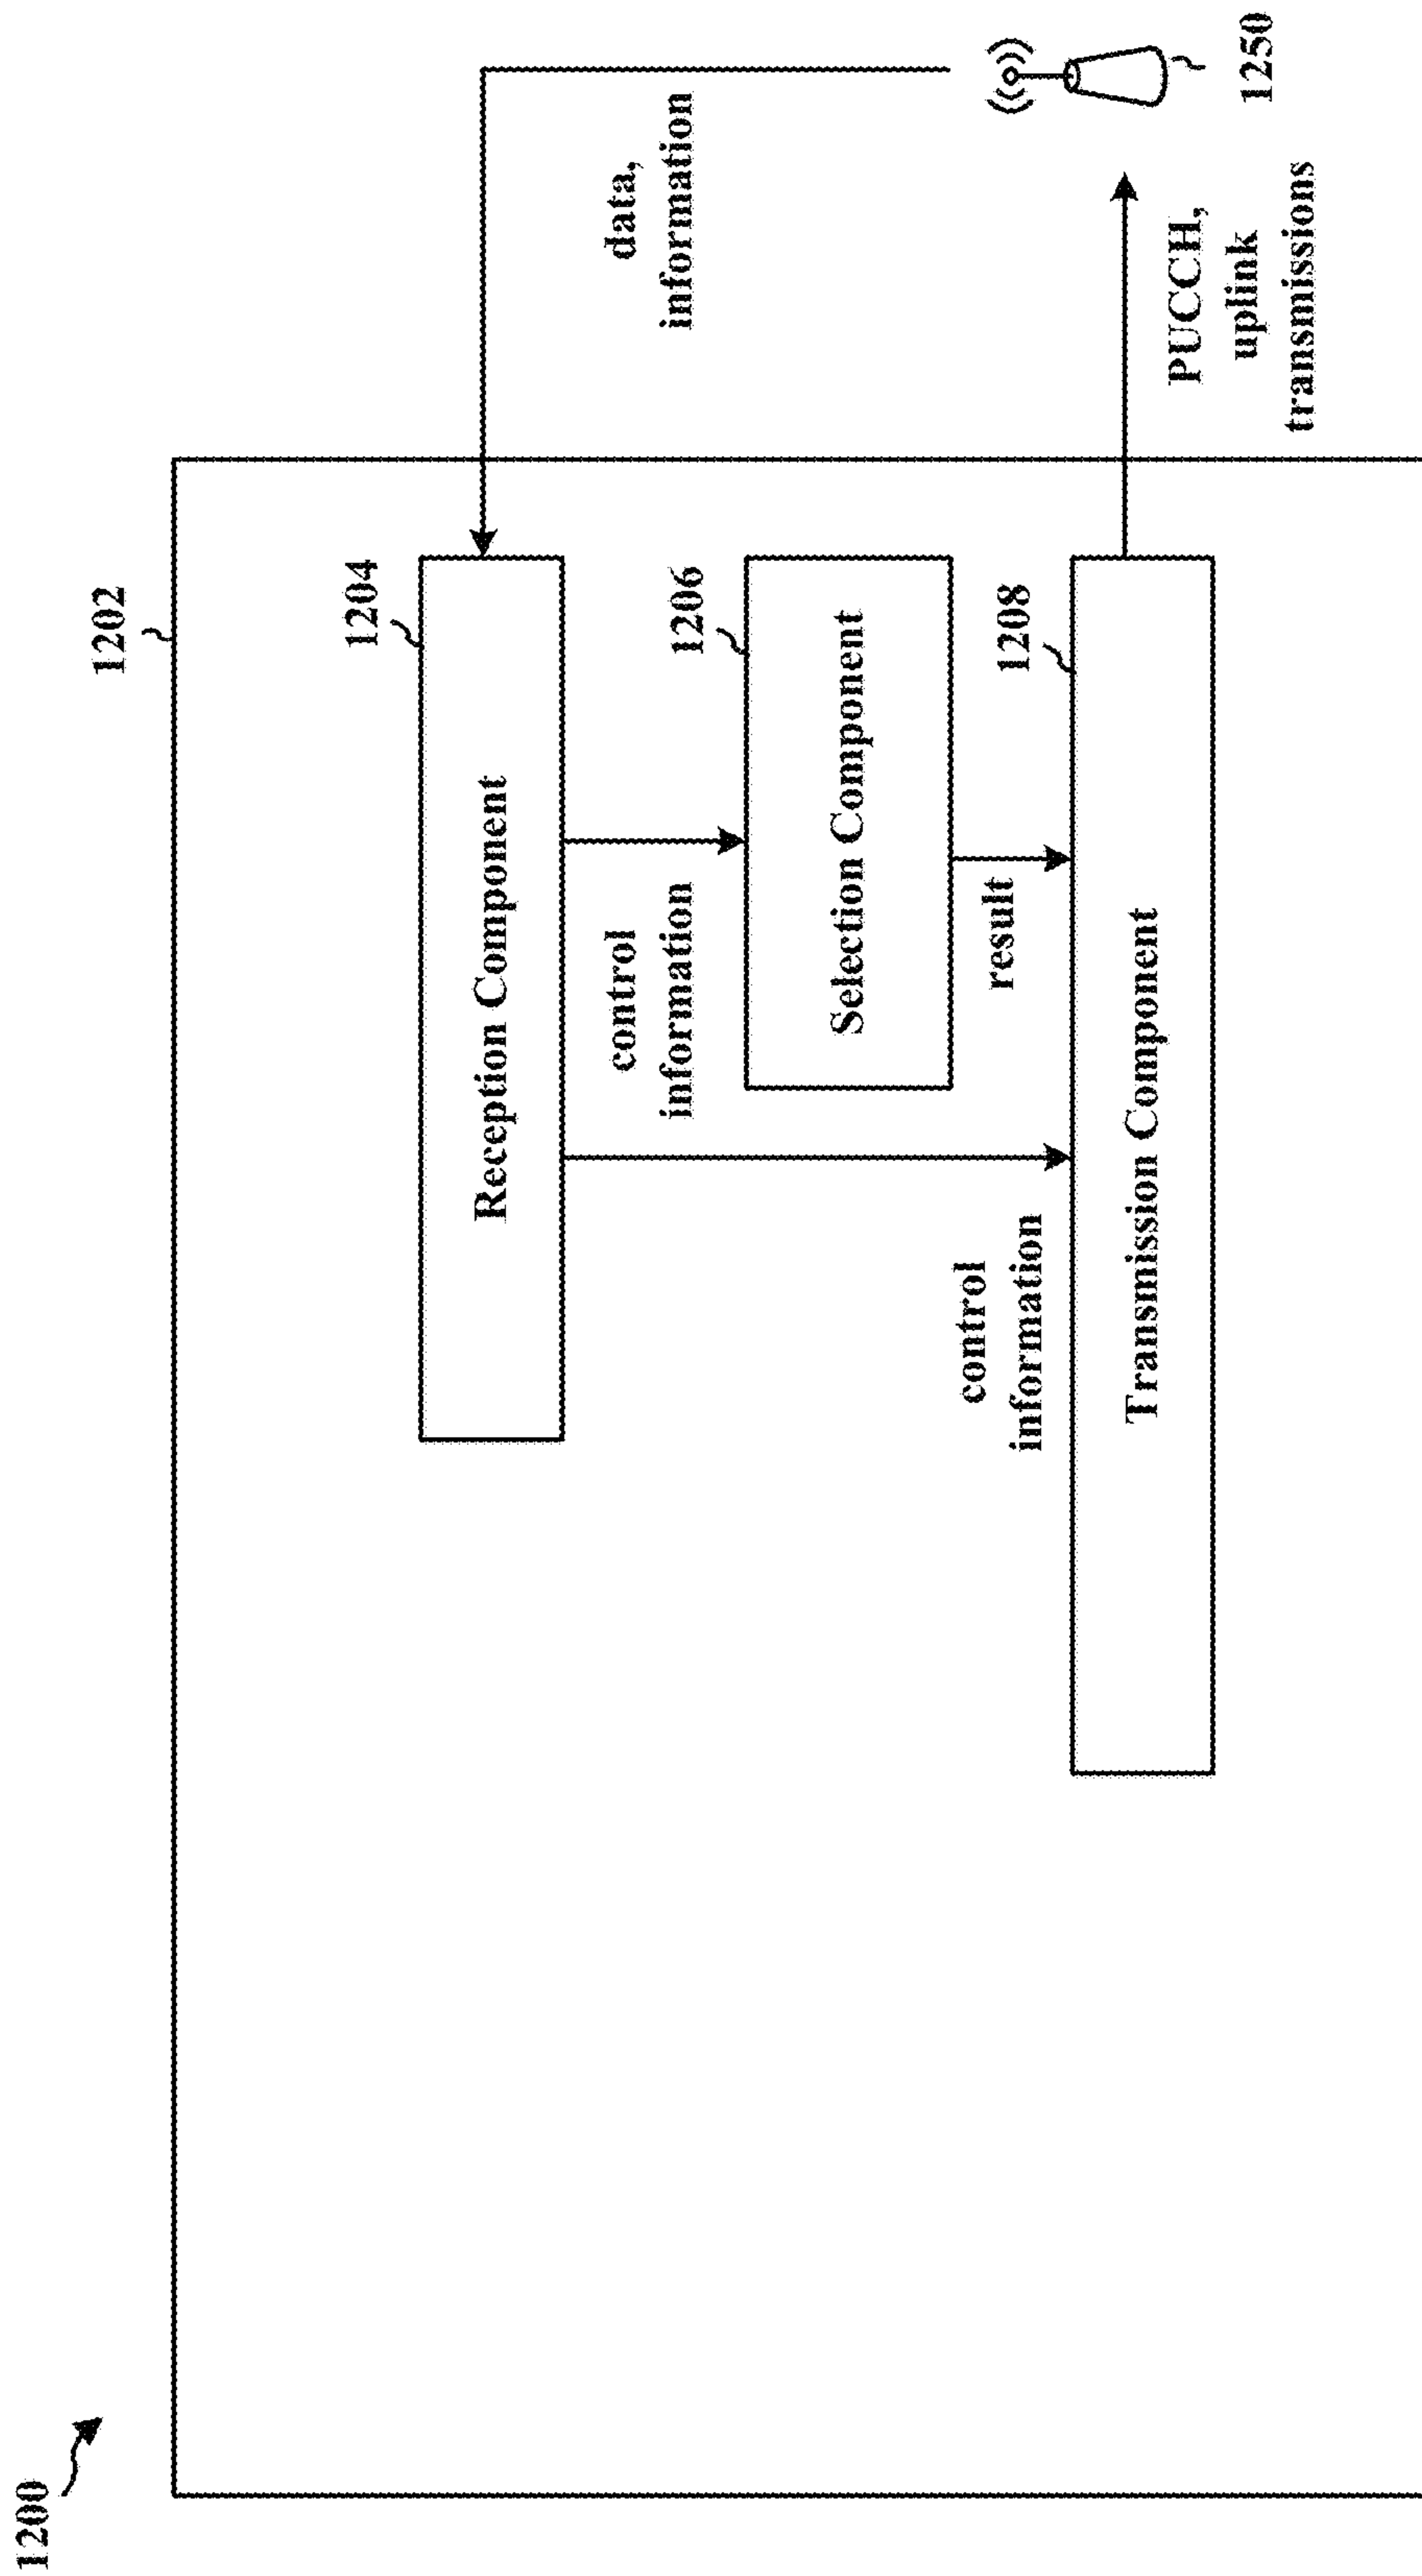 1200
1202
1204
Reception Component
data,
information
control
information
1206
Selection Component
result
control
information
1208
Transmission Component
PUCCH,
uplink
transmissions
1250